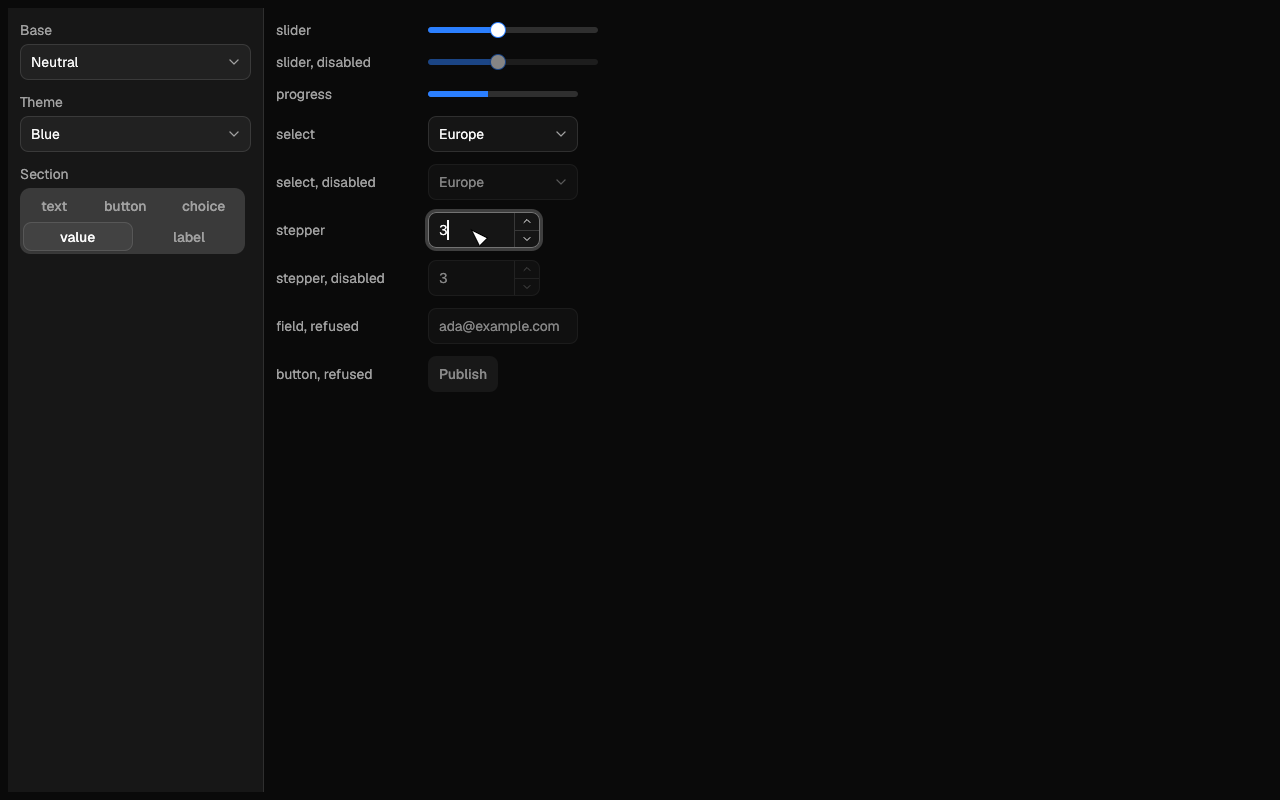 Base
Neutral
Theme
Blue
Section
text button choice
value label
slider
slider, disabled
progress
select Europe
select, disabled Europe
stepper 3
stepper, disabled 3
field, refused ada@example.com
button, refused Publish